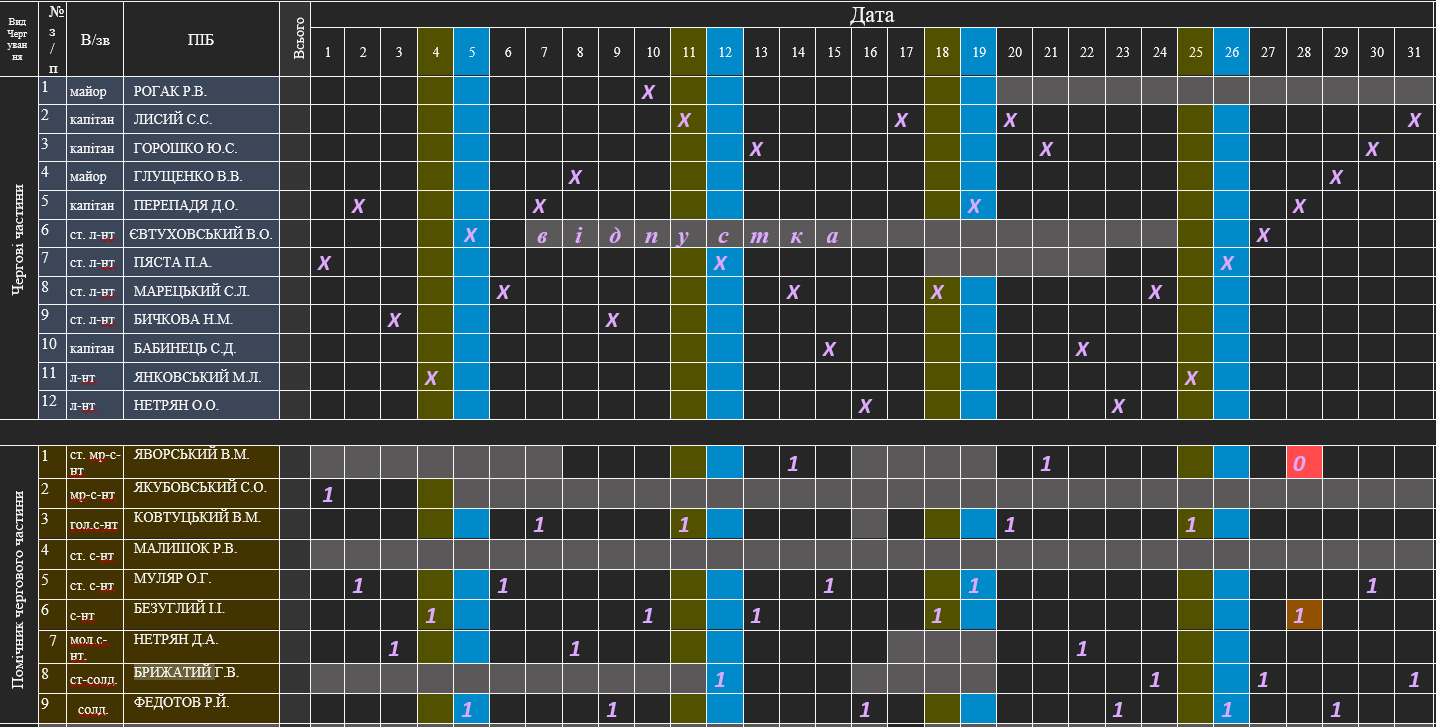 Вид Черг уван ня № з / п В/зв ПІБ Всього Дата
1 2 3 4 5 6 7 8 9 10 11 12 13 14 15 16 17 18 19 20 21 22 23 24 25 26 27 28 29 30 31
Чергові частини
1 майор РОГАК Р.В. X
2 капітан ЛИСИЙ С.С. X X X X
3 капітан ГОРОШКО Ю.С. X X X
4 майор ГЛУЩЕНКО В.В. X X
5 капітан ПЕРЕПАДЯ Д.О. X X X X
6 ст. л-нт ЄВТУХОВСЬКИЙ В.О. X в і д п у с т к а X
7 ст. л-нт ПЯСТА П.А. X X X
8 ст. л-нт МАРЕЦЬКИЙ С.Л. X X X X
9 ст. л-нт БИЧКОВА Н.М. X X
10 капітан БАБИНЕЦЬ С.Д. X X
11 л-нт ЯНКОВСЬКИЙ М.Л. X X
12 л-нт НЕТРЯН О.О. X X
Помічник чергового частини
1 ст. мр-с-нт ЯВОРСЬКИЙ В.М. 1 1 0
2 мр-с-нт ЯКУБОВСЬКИЙ С.О. 1
3 гол.с-нт КОВТУЦЬКИЙ В.М. 1 1 1 1
4 ст. с-нт МАЛИШОК Р.В.
5 ст. с-нт МУЛЯР О.Г. 1 1 1 1 1
6 с-нт БЕЗУГЛИЙ І.І. 1 1 1 1 1
7 мол.с-нт. НЕТРЯН Д.А. 1 1 1
8 ст-солд. БРИЖАТИЙ Г.В. 1 1 1 1
9 солд. ФЕДОТОВ Р.Й. 1 1 1 1 1 1